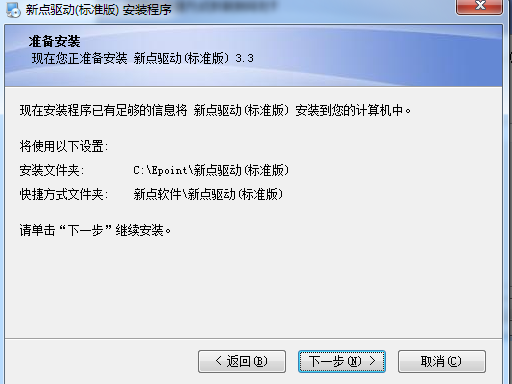 新点驱动(标准版) 安装程序
准备安装
现在您正准备安装 新点驱动(标准版) 3.3
现在安装程序已有足够的信息将 新点驱动(标准版) 安装到您的计算机中。
将使用以下设置:
安装文件夹: C:\Epoint\新点驱动(标准版)
快捷方式文件夹: 新点软件\新点驱动(标准版)
请单击“下一步”继续安装。
< 返回(B) 下一步(N) > 取消(C)